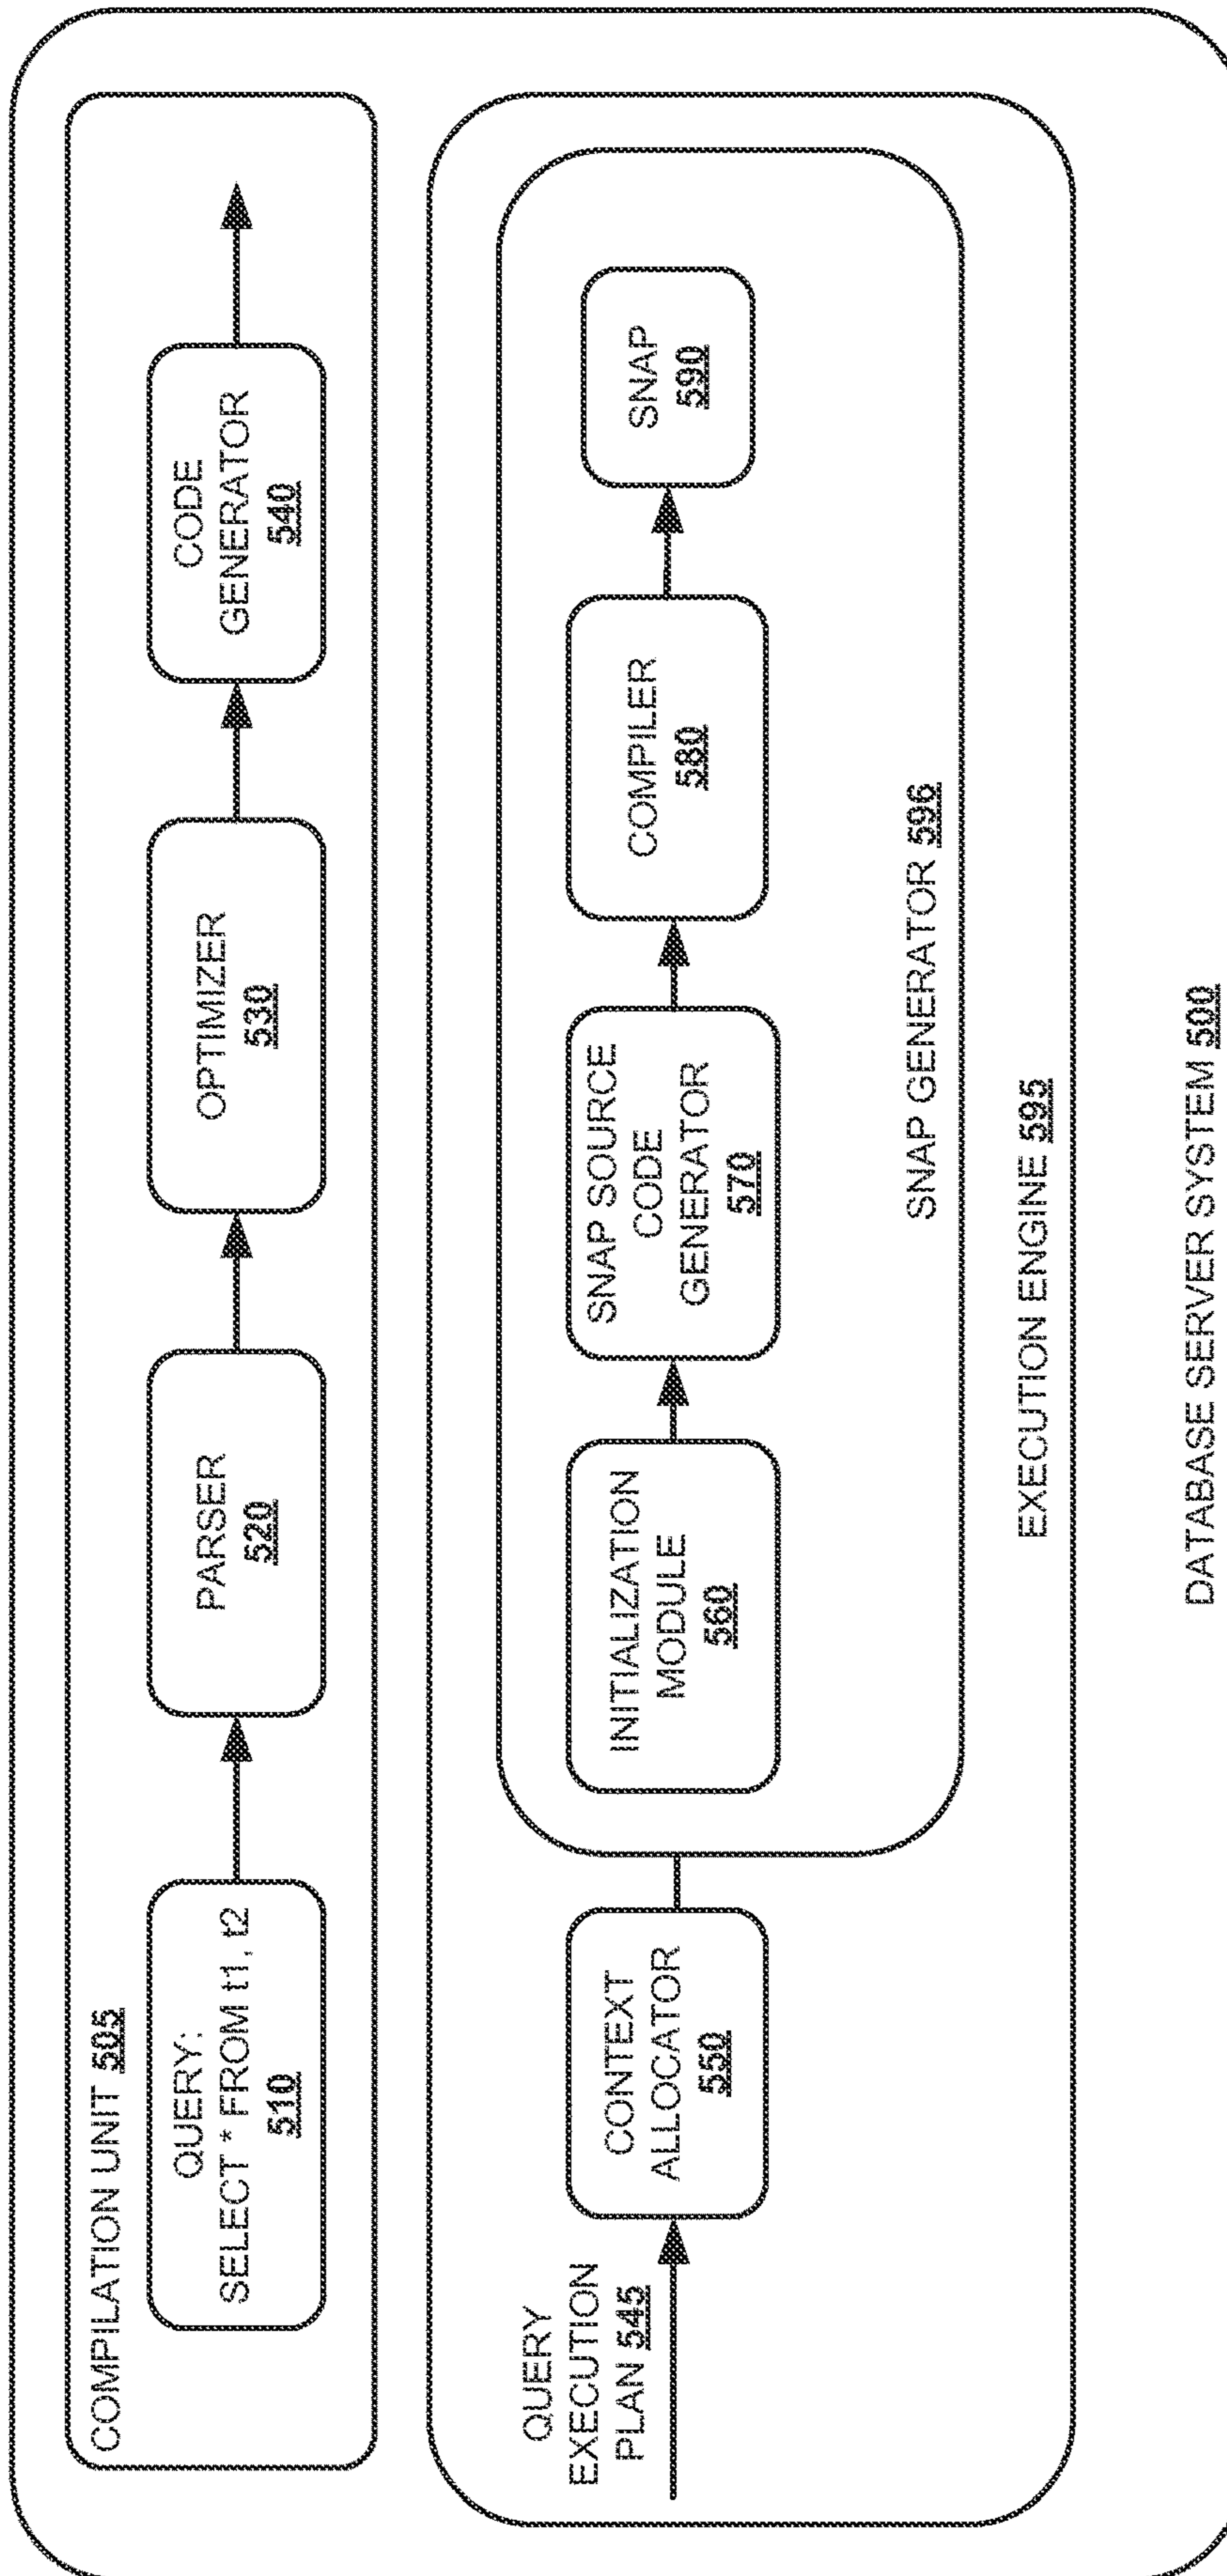 COMPILATION UNIT 505
QUERY:
SELECT * FROM t1, t2
510
PARSER
520
OPTIMIZER
530
CODE
GENERATOR
540
QUERY
EXECUTION
PLAN 545
CONTEXT
ALLOCATOR
550
INITIALIZATION
MODULE
560
SNAP SOURCE
CODE
GENERATOR
570
COMPILER
580
SNAP
590
SNAP GENERATOR 596
EXECUTION ENGINE 595
DATABASE SERVER SYSTEM 500